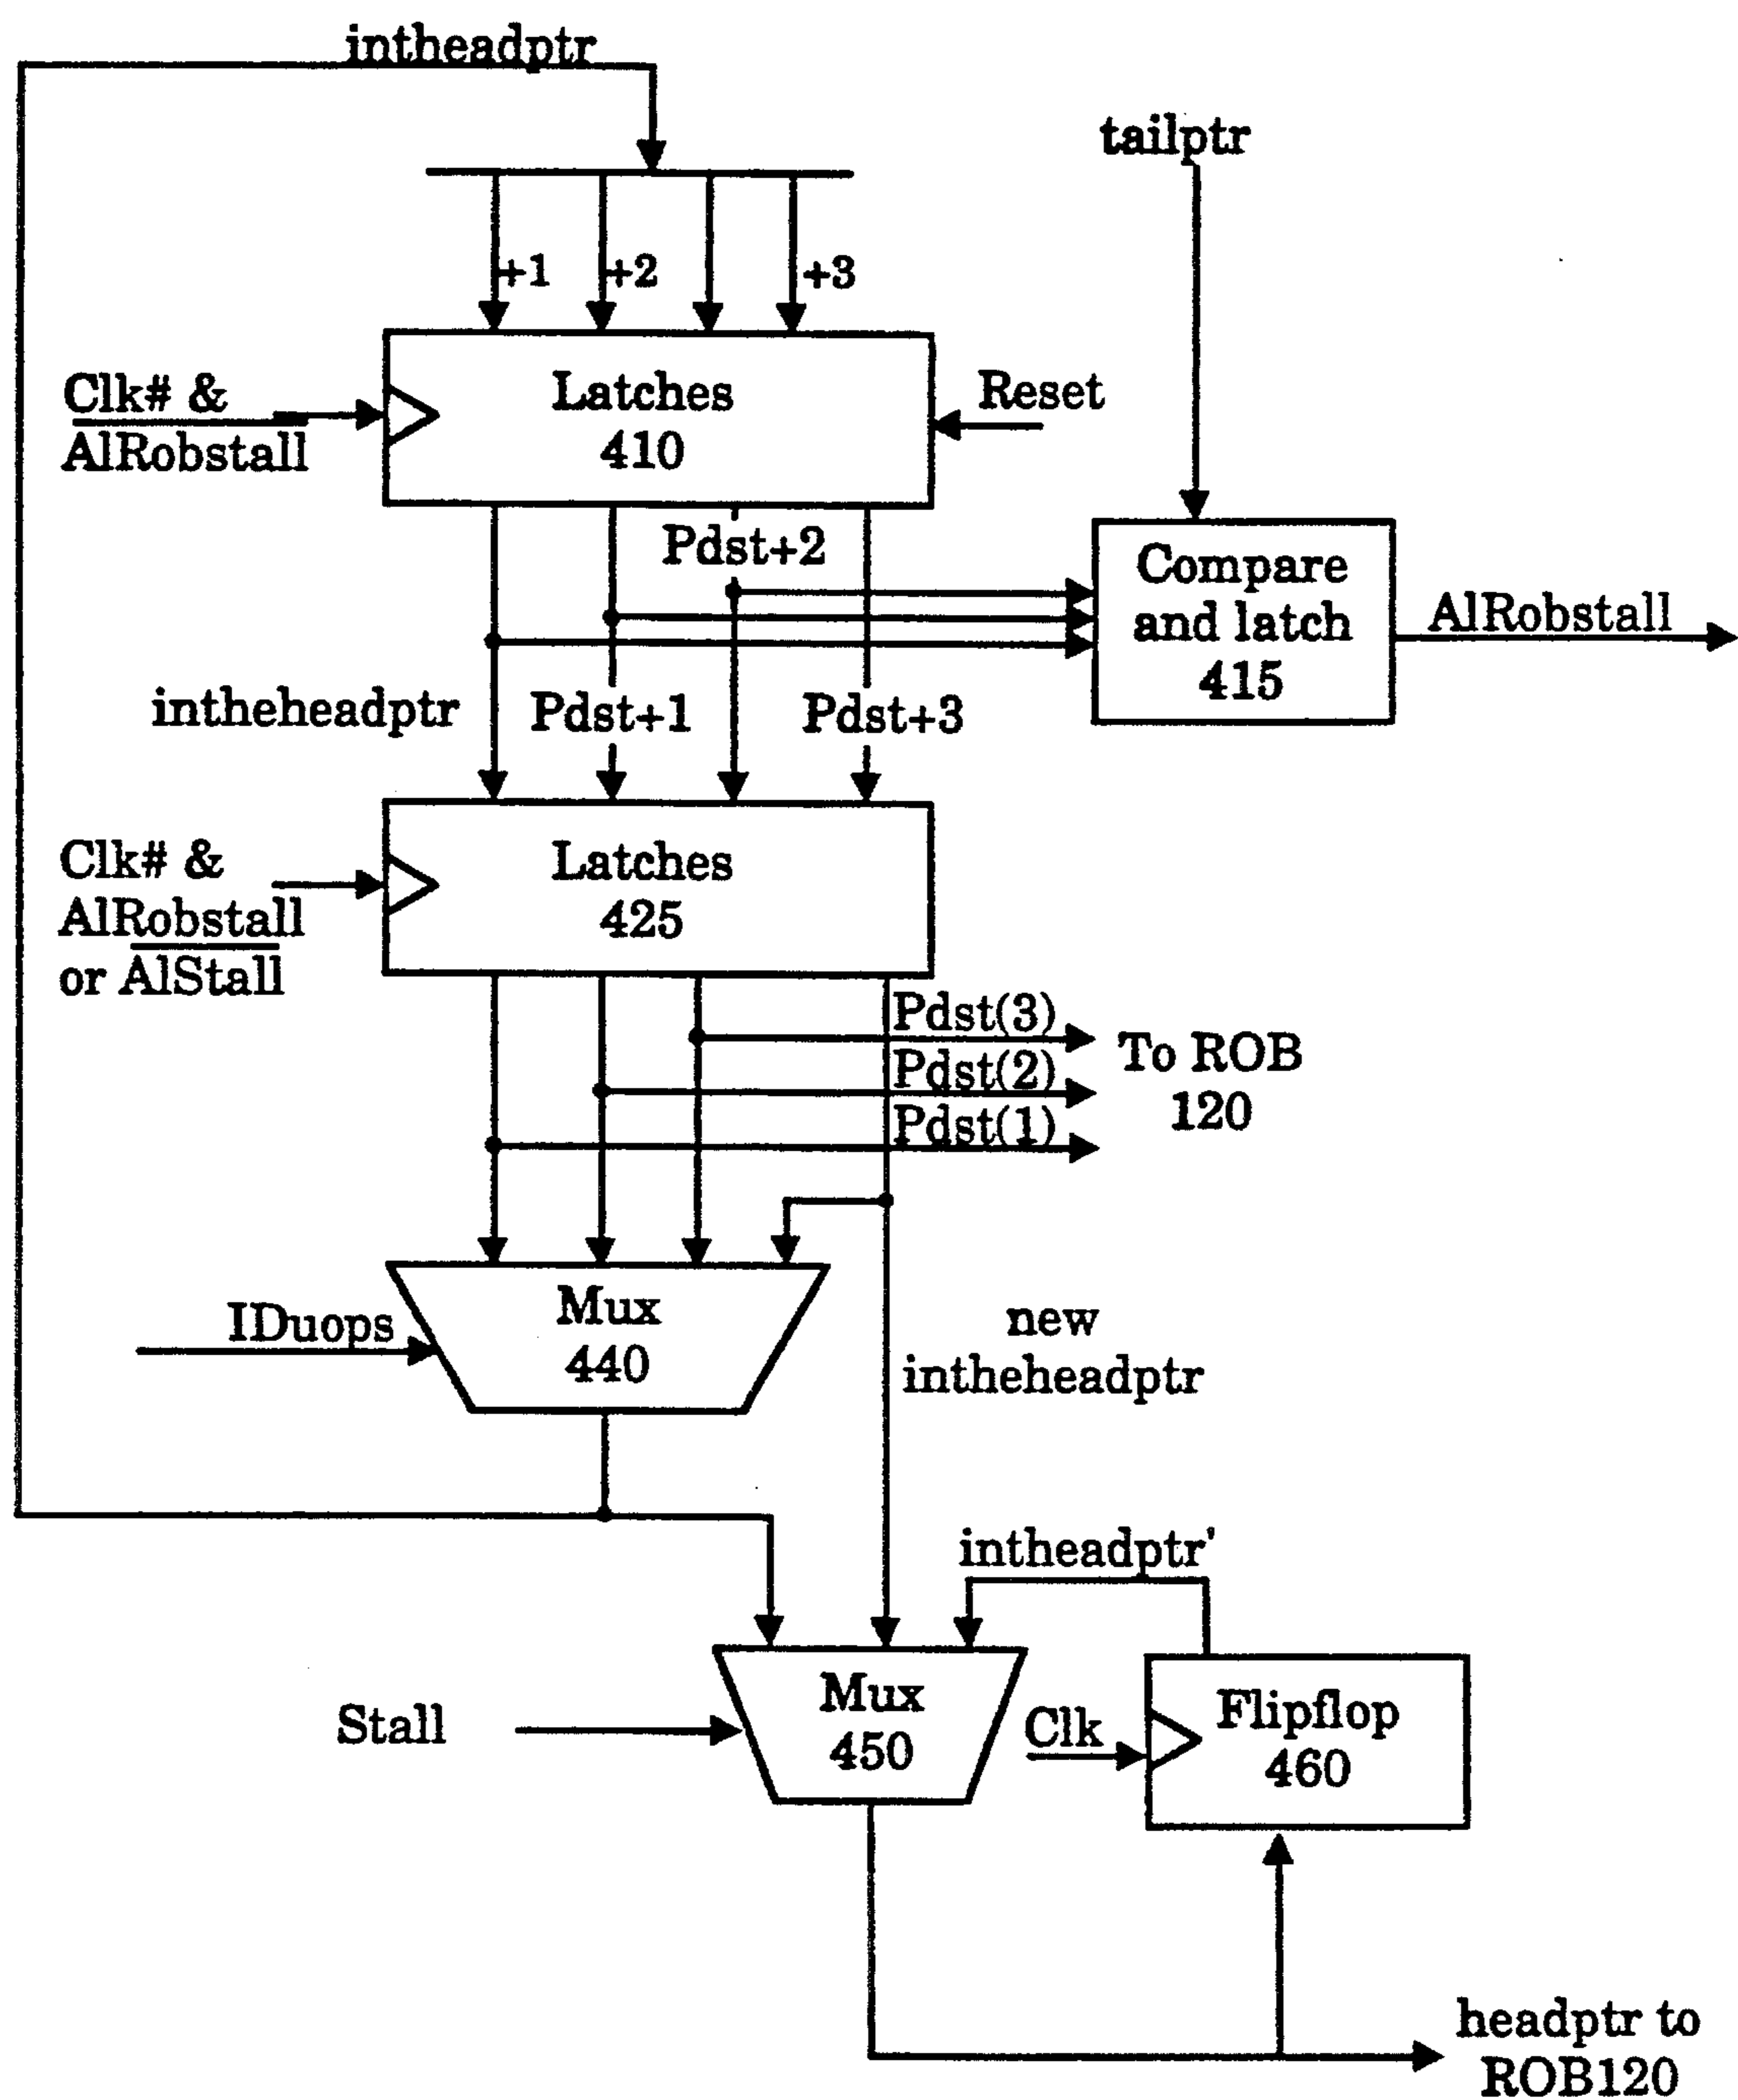 intheadptr
tailptr
+1
+2
+3
Clk# &
AlRobstall
Latches
410
Reset
Pdst+2
Compare
and latch
415
AlRobstall
intheheadptr
Pdst+1
Pdst+3
Clk# &
AlRobstall
or AlStall
Latches
425
Pdst(3)
Pdst(2)
Pdst(1)
To ROB
120
IDuops
Mux
440
new
intheheadptr
intheadptr'
Stall
Mux
450
Clk
Flipflop
460
headptr to
ROB120